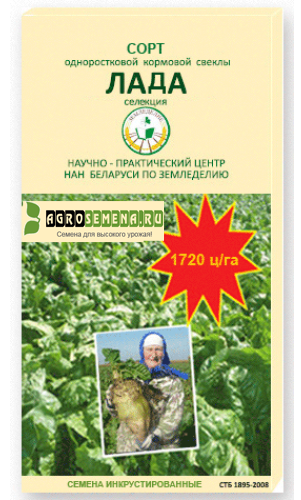 СОРТ
одноростковой кормовой свеклы
ЛАДА
селекция
ЗЕМЛЕДЕЛИЕ
НАУЧНО - ПРАКТИЧЕСКИЙ ЦЕНТР
НАН БЕЛАРУСИ ПО ЗЕМЛЕДЕЛИЮ
AGROSEMENA.RU
Семена для высокого урожая!
1720 ц/га
СЕМЕНА ИНКРУСТИРОВАННЫЕ
СТБ 1895-2008